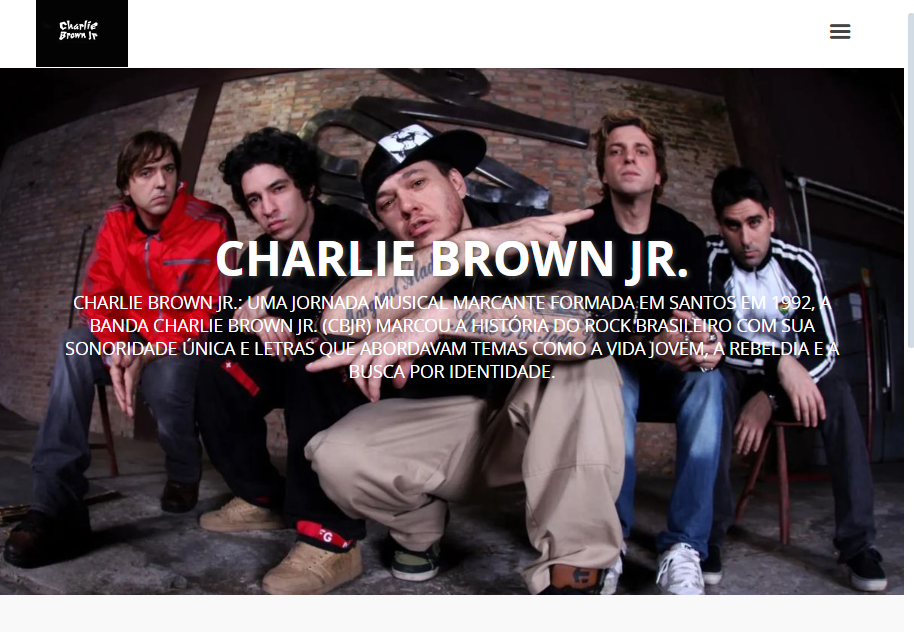 Charlie
Brown Jr
CHARLIE BROWN JR.
CHARLIE BROWN JR.: UMA JORNADA MUSICAL MARCANTE FORMADA EM SANTOS EM 1992, A
BANDA CHARLIE BROWN JR. (CBJR) MARCOU A HISTÓRIA DO ROCK BRASILEIRO COM SUA
SONORIDADE ÚNICA E LETRAS QUE ABORDAVAM TEMAS COMO A VIDA JOVEM, A REBELDIA E A
BUSCA POR IDENTIDADE.